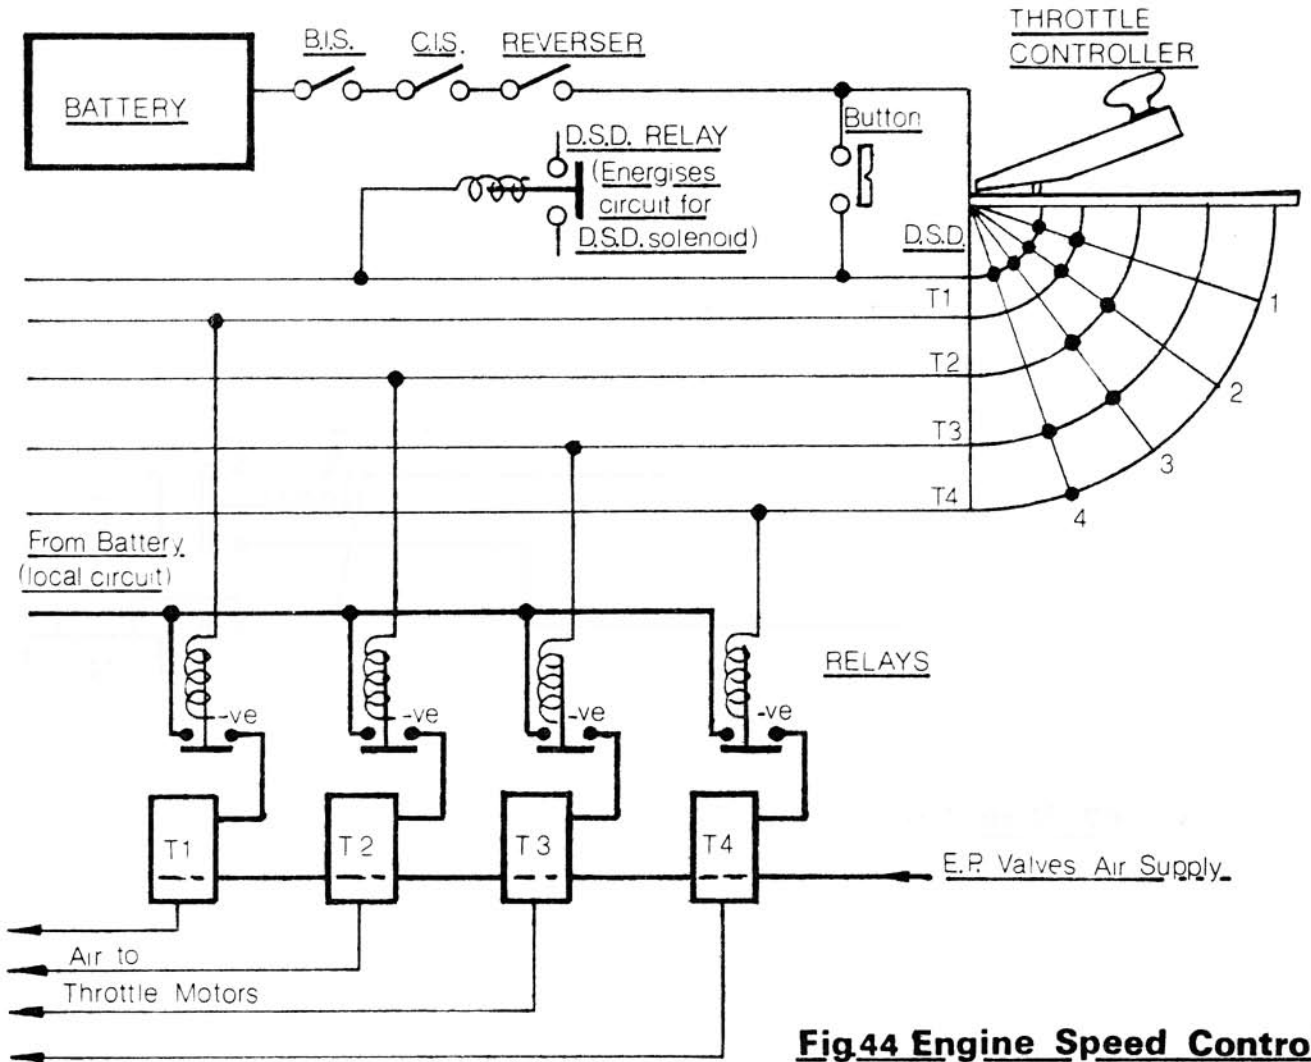 THROTTLE
CONTROLLER
B.I.S.
C.I.S.
REVERSER
BATTERY
Button
D.S.D. RELAY
(Energises
circuit for
D.S.D. solenoid)
D.S.D.
T1
T2
T3
T4
1
2
3
4
From Battery
(local circuit)
RELAYS
-ve
-ve
-ve
-ve
T1
T2
T3
T4
E.P. Valves Air Supply
Air to
Throttle Motors
Fig.44 Engine Speed Contro